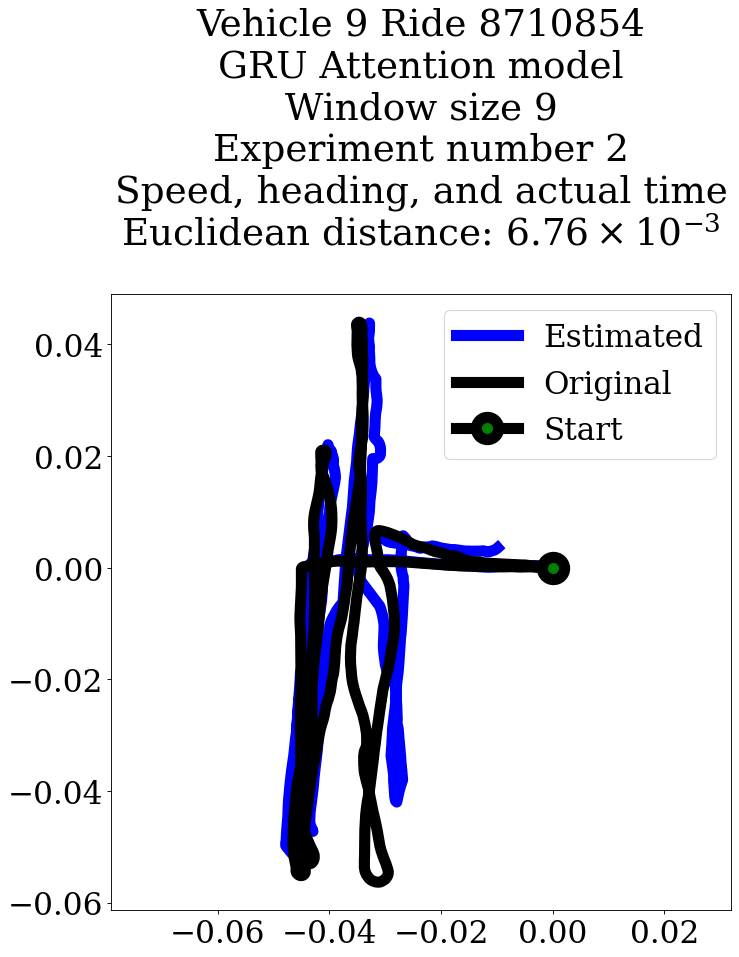 Vehicle 9 Ride 8710854
GRU Attention model
Window size 9
Experiment number 2
Speed, heading, and actual time
Euclidean distance: 6.76 × 10⁻³
Estimated
Original
Start
0.04
0.02
0.00
−0.02
−0.04
−0.06
−0.06 −0.04 −0.02 0.00 0.02